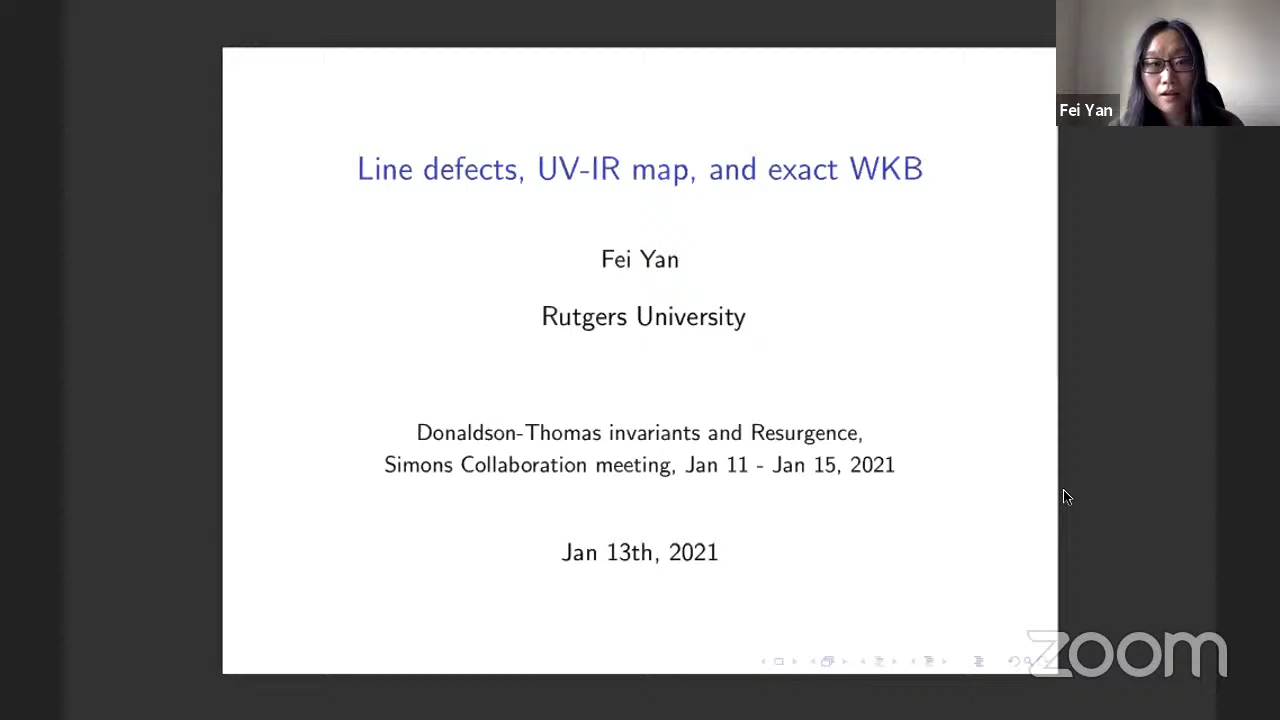 Fei Yan
Line defects, UV-IR map, and exact WKB
Fei Yan
Rutgers University
Donaldson-Thomas invariants and Resurgence,
Simons Collaboration meeting, Jan 11 - Jan 15, 2021
Jan 13th, 2021
zoom